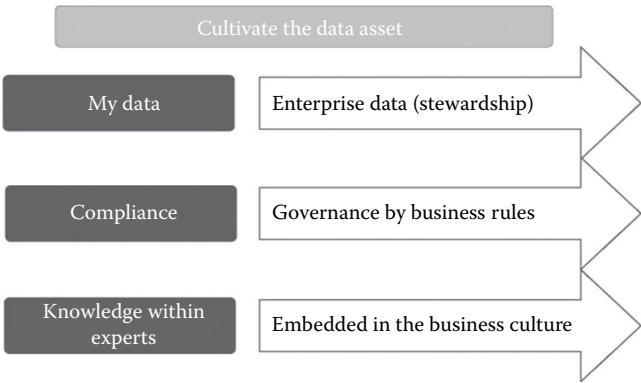 Cultivate the data asset
My data
Enterprise data (stewardship)
Compliance
Governance by business rules
Knowledge within
experts
Embedded in the business culture